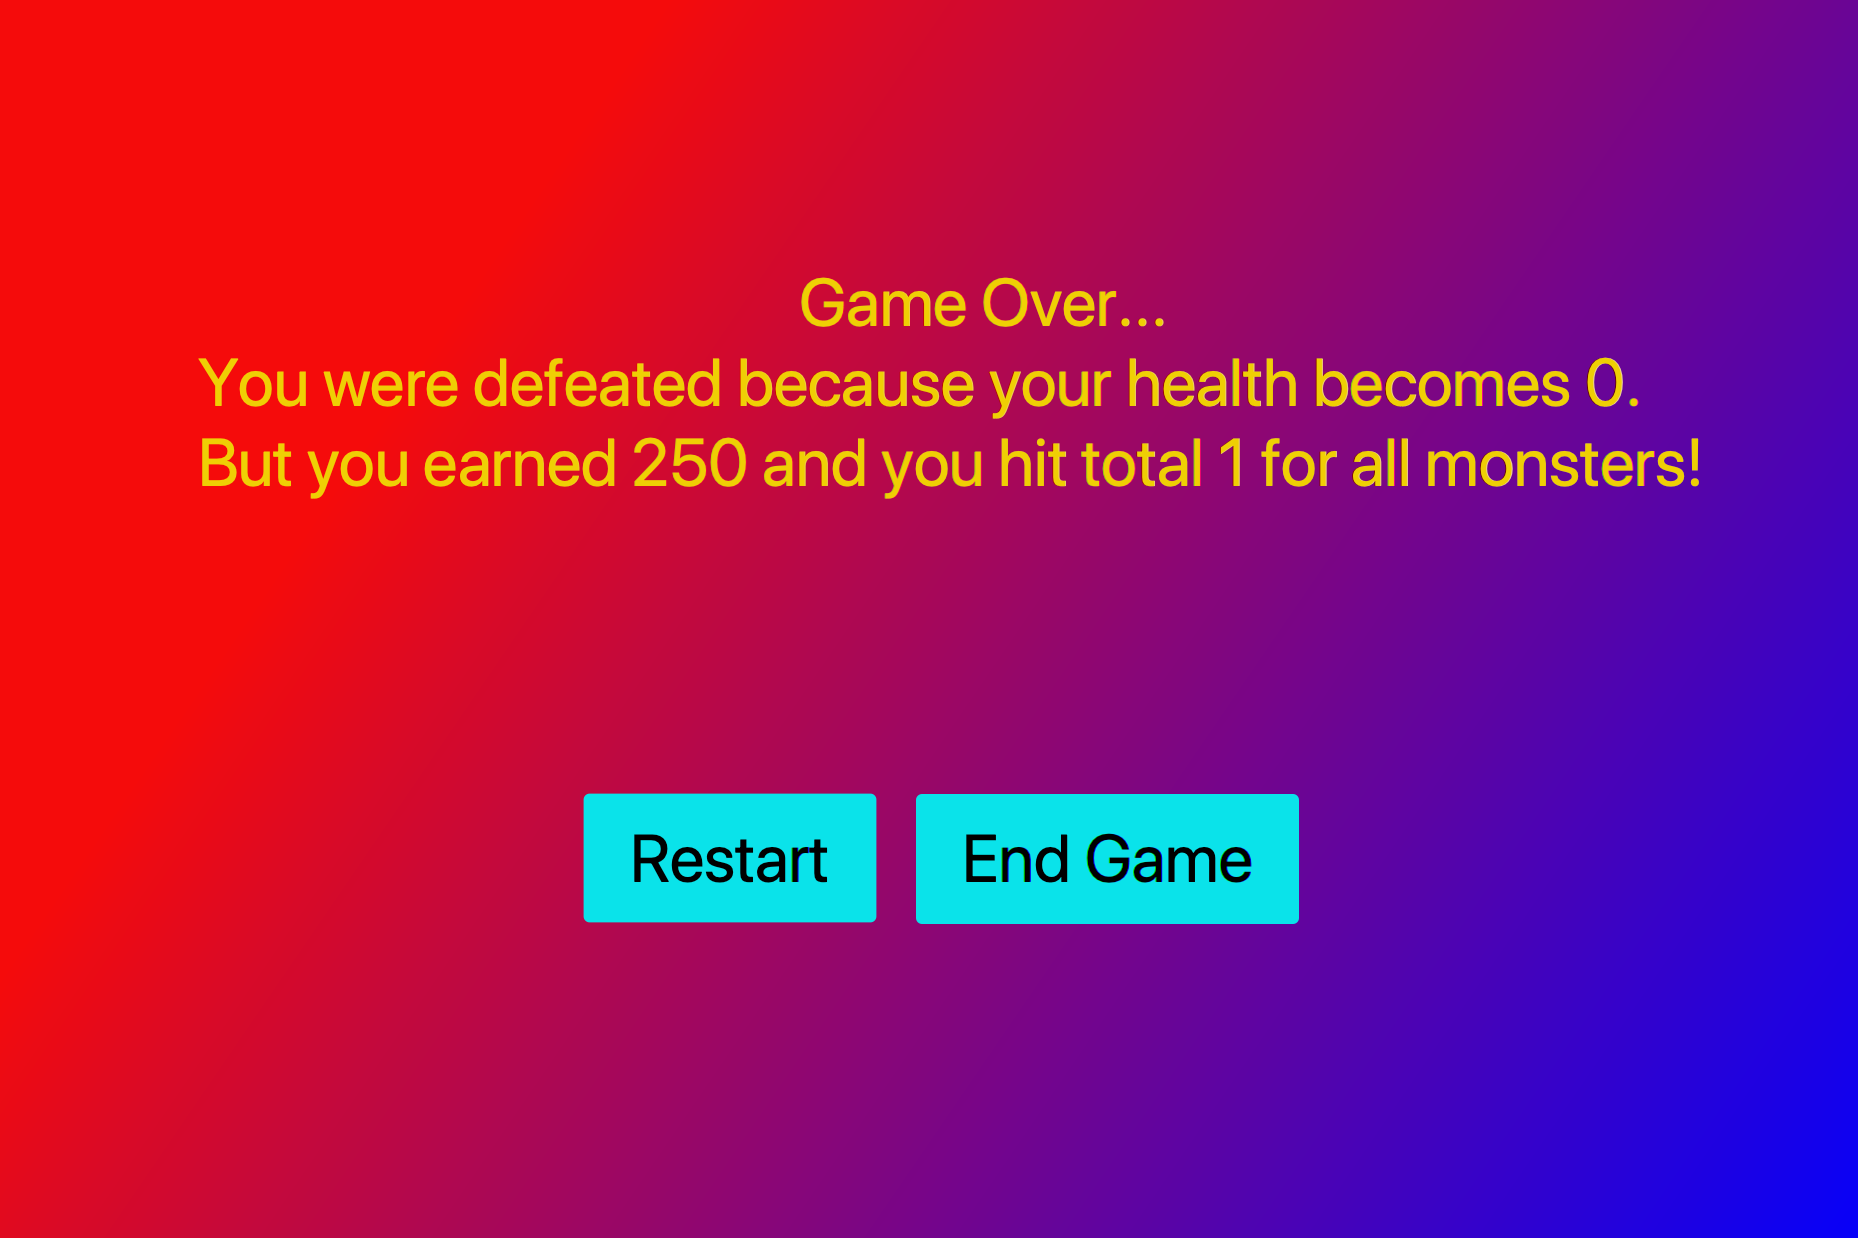 Game Over...
You were defeated because your health becomes 0.
But you earned 250 and you hit total 1 for all monsters!
Restart
End Game